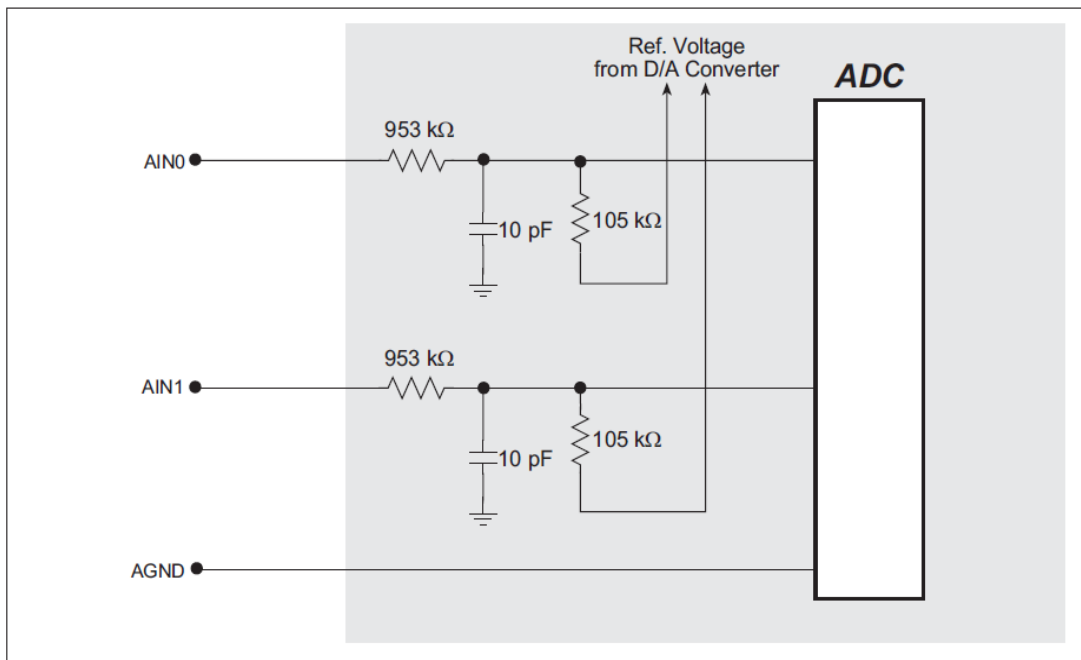 Ref. Voltage
from D/A Converter
ADC
953 kΩ
AIN0
105 kΩ
10 pF
953 kΩ
AIN1
105 kΩ
10 pF
AGND